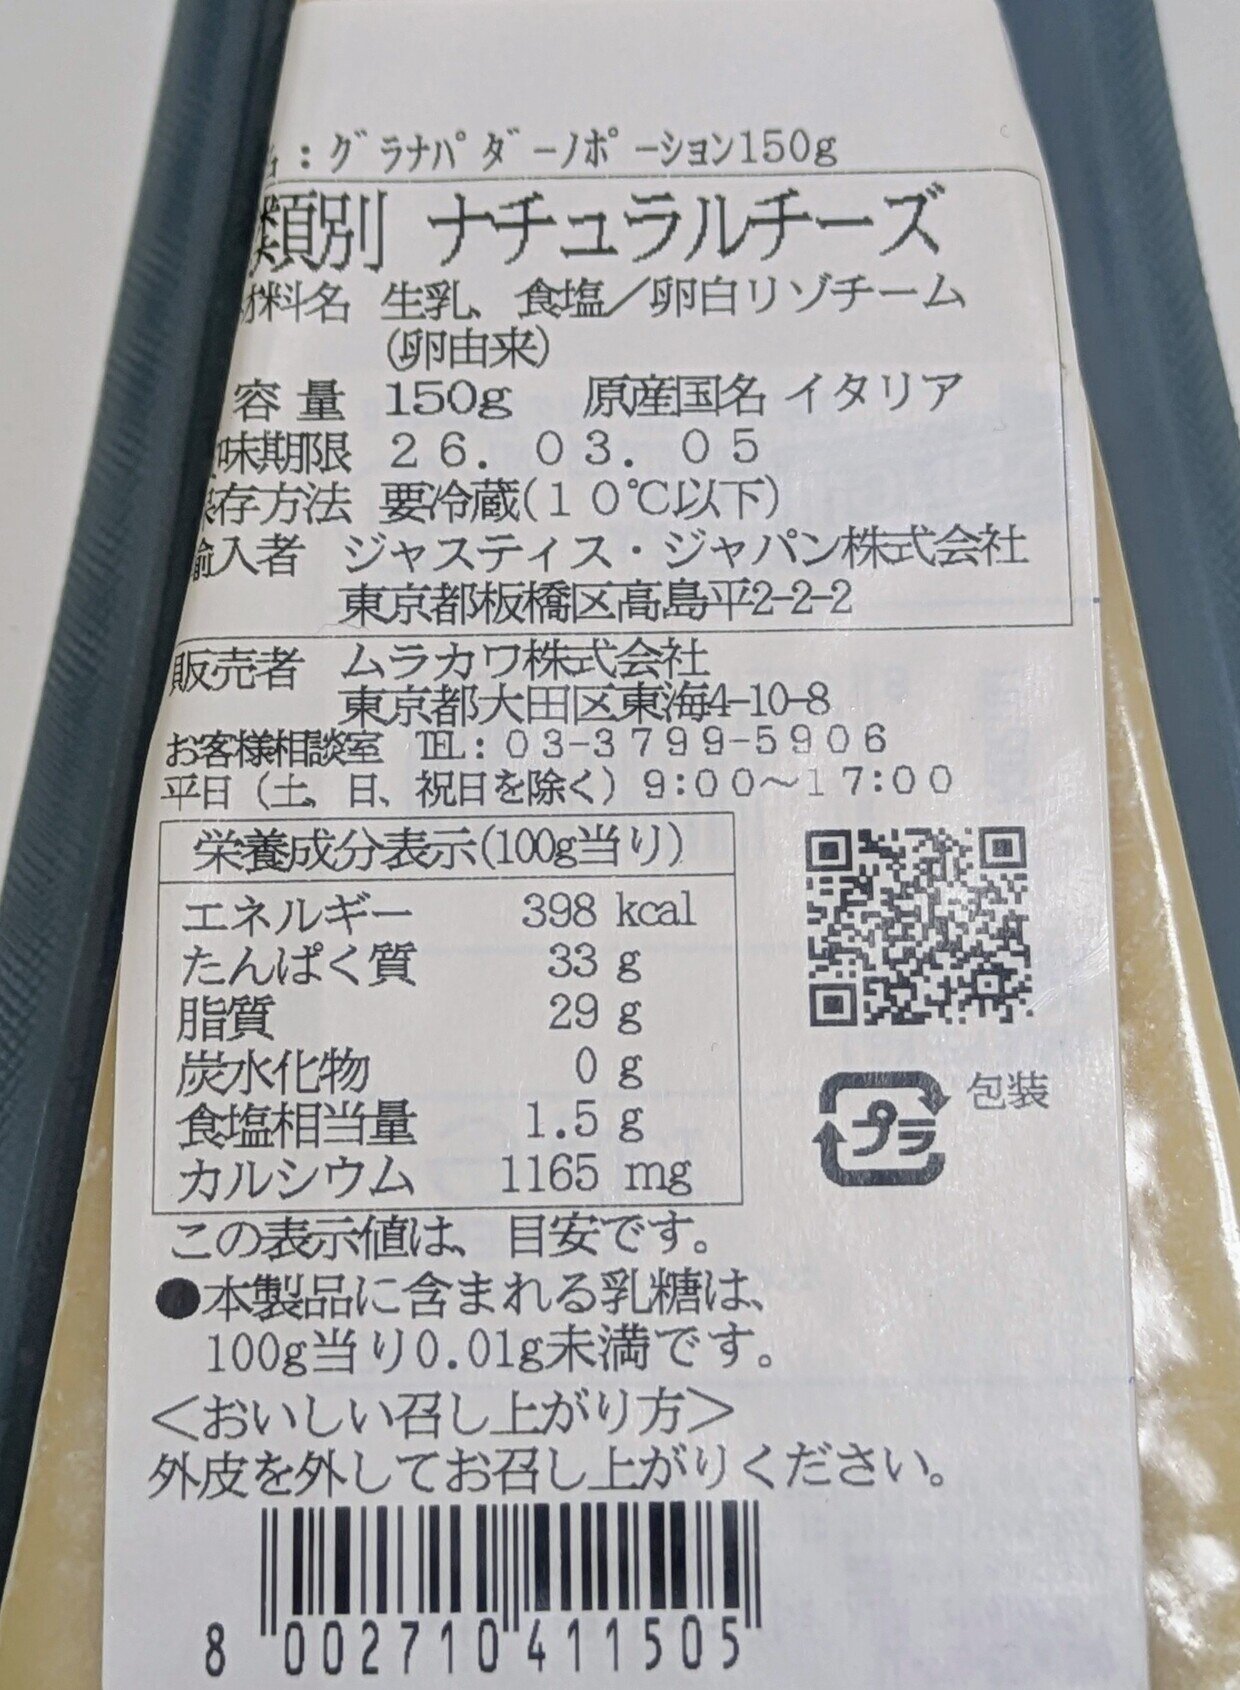 ：グラナパダーノポーション150g
類別 ナチュラルチーズ
材料名 生乳、食塩／卵白リゾチーム
(卵由来)
容量 150g 原産国名 イタリア
味期限 26. 03. 05
保存方法 要冷蔵(10℃以下)
輸入者 ジャスティス・ジャパン株式会社
東京都板橋区高島平2-2-2
販売者 ムラカワ株式会社
東京都大田区東海4-10-8
お客様相談室 TEL:03-3799-5906
平日（土、日、祝日を除く）9:00～17:00
栄養成分表示(100g当り)
エネルギー 398 kcal
たんぱく質 33 g
脂質 29 g
炭水化物 0 g
食塩相当量 1.5 g
カルシウム 1165 mg
プラ 包装
この表示値は、目安です。
●本製品に含まれる乳糖は、
100g当り0.01g未満です。
＜おいしい召し上がり方＞
外皮を外してお召し上がりください。
8 002710 411505